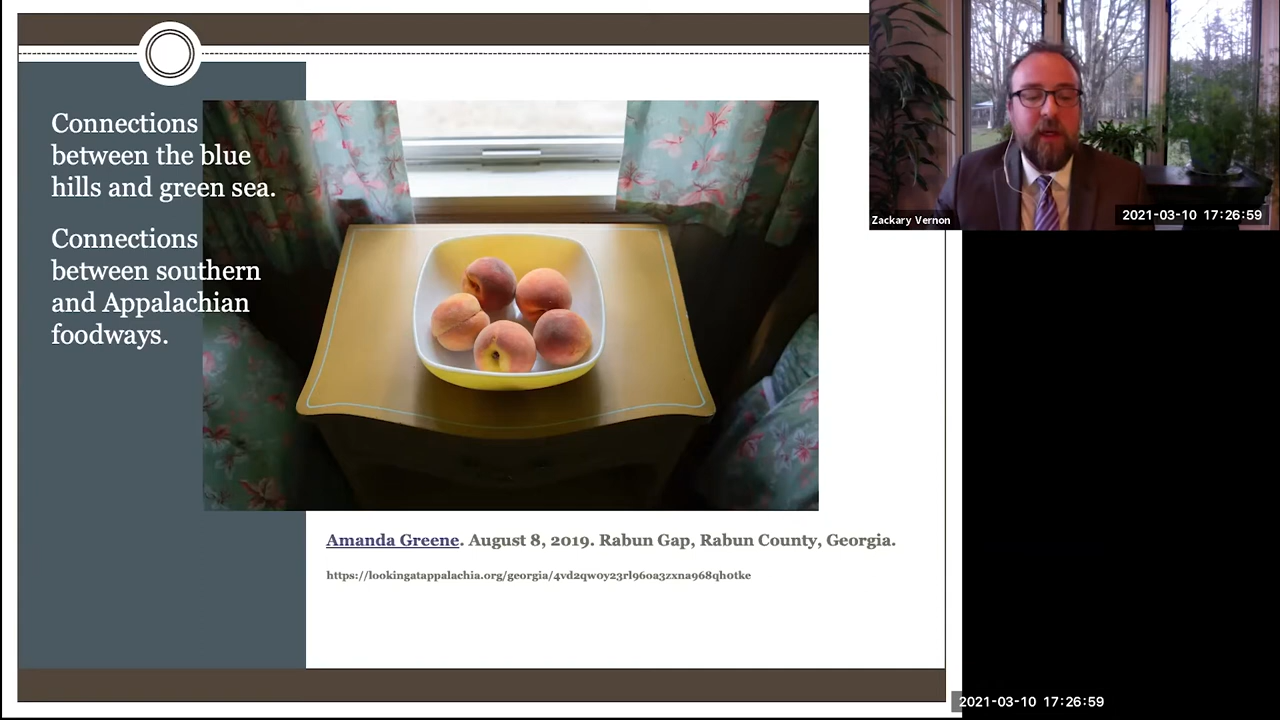 Connections
between the blue
hills and green sea.
Connections
between southern
and Appalachian
foodways.
Amanda Greene. August 8, 2019. Rabun Gap, Rabun County, Georgia.
https://lookingatappalachia.org/georgia/4vd2qw0y23rl960a3zxna968qh0tke
Zackary Vernon
2021-03-10 17:26:59
2021-03-10 17:26:59